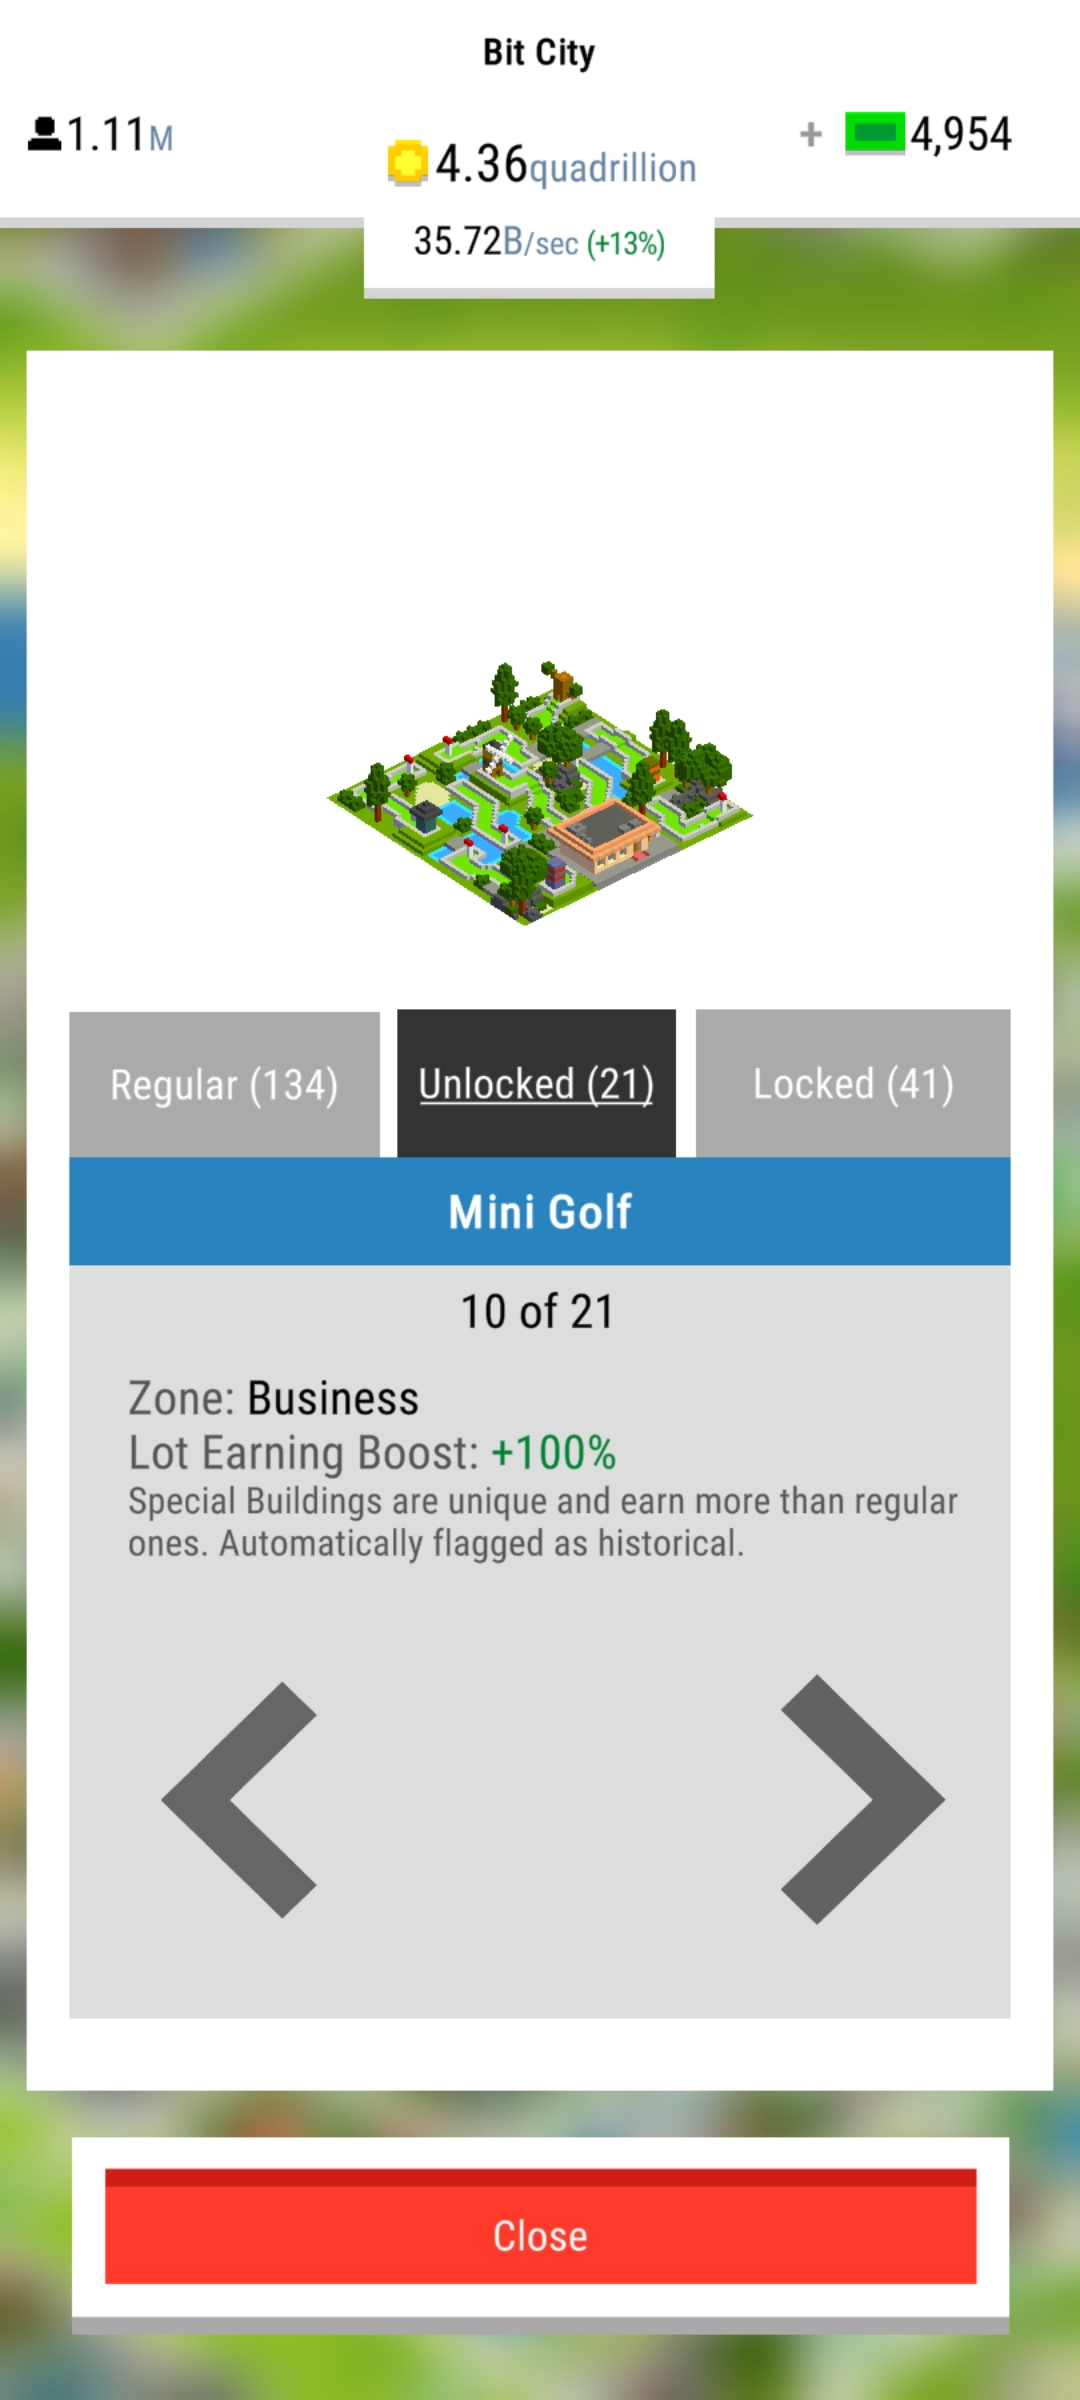 Bit City
1.11M
4.36quadrillion
+ 4,954
35.72B/sec (+13%)
Regular (134)
Unlocked (21)
Locked (41)
Mini Golf
10 of 21
Zone: Business
Lot Earning Boost: +100%
Special Buildings are unique and earn more than regular
ones. Automatically flagged as historical.
Close